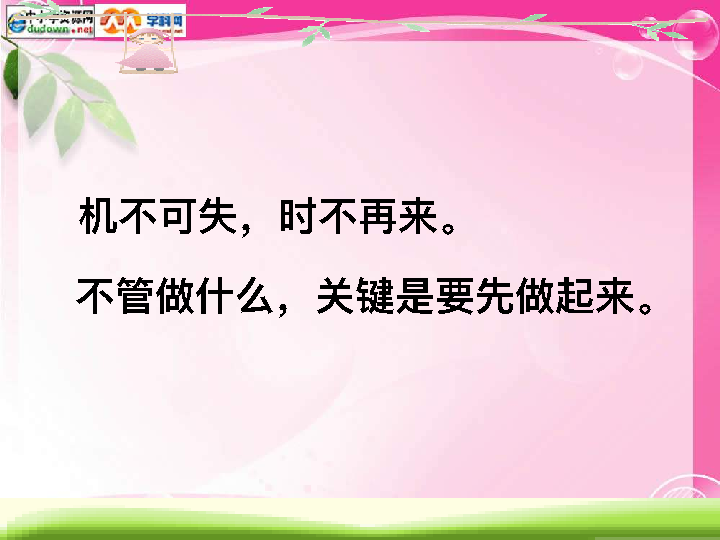 中小学资源网
dudown.net
学科网
机不可失，时不再来。
不管做什么，关键是要先做起来。